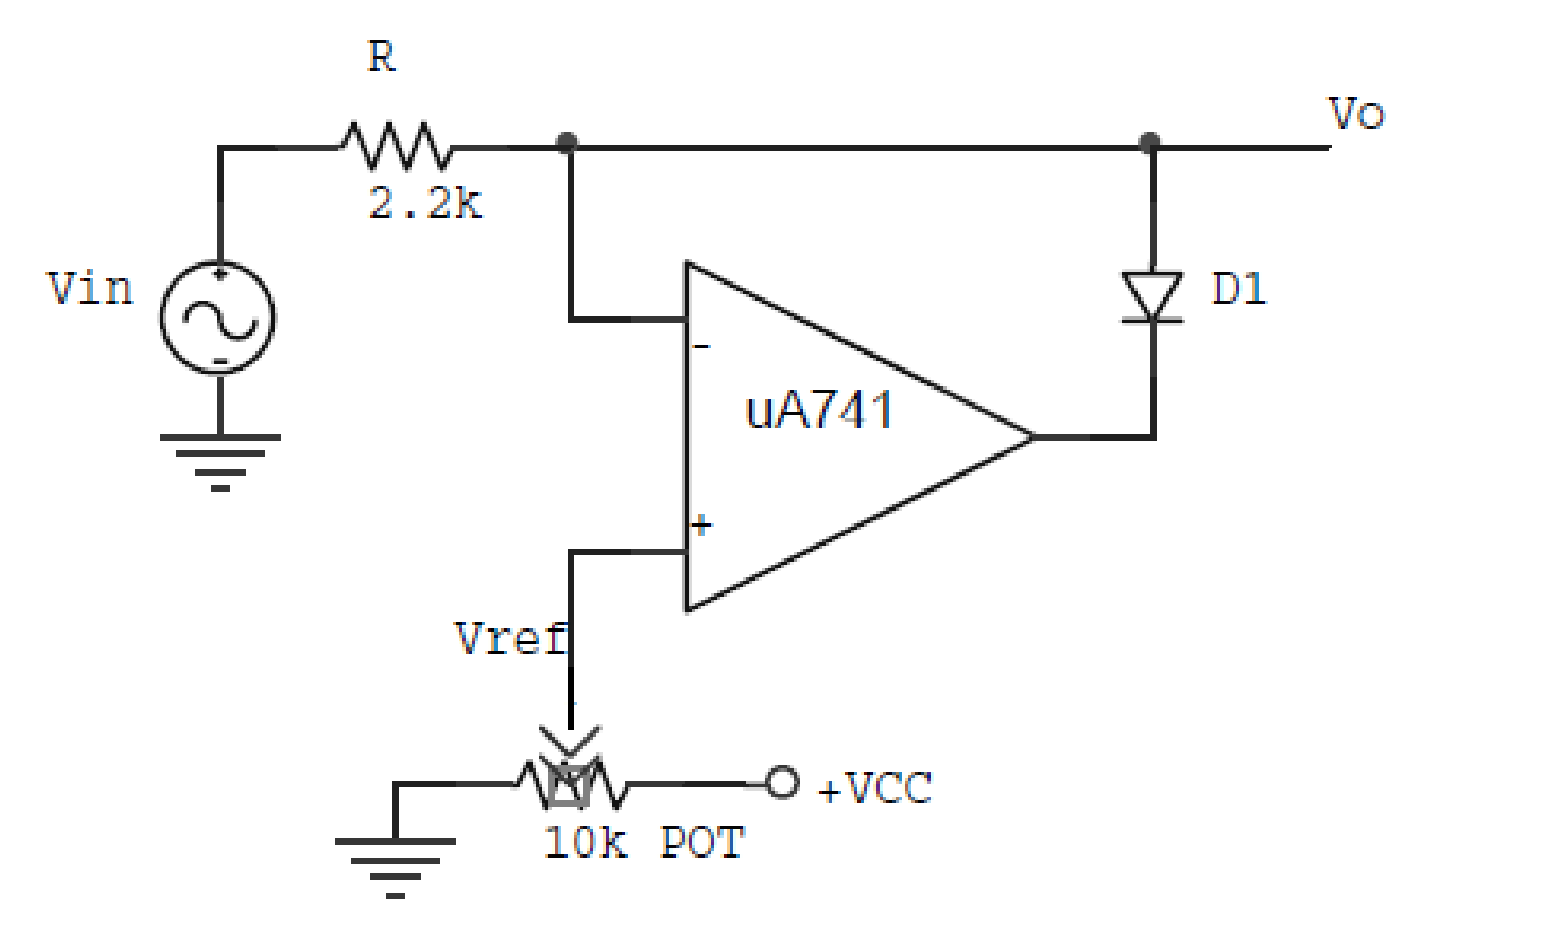 R
Vo
2.2k
Vin
+
-
D1
-
uA741
+
Vref
+VCC
10k POT